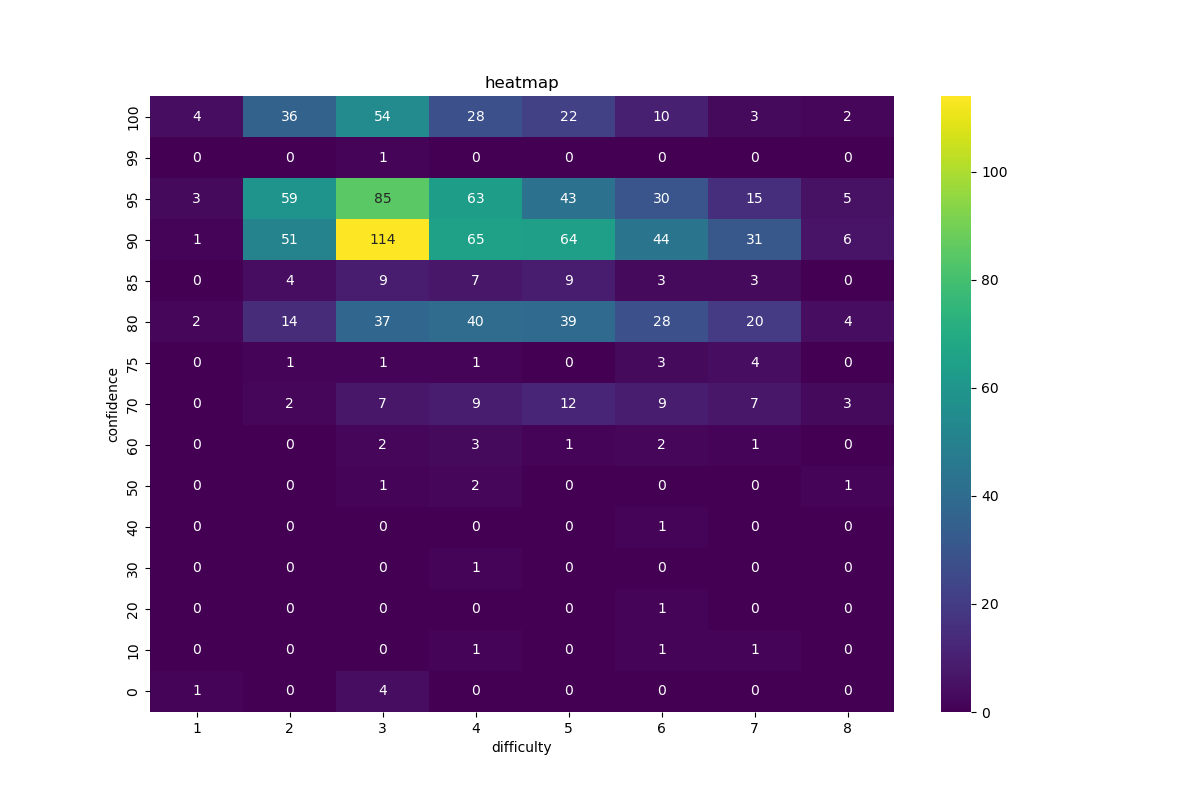 heatmap
100 4 36 54 28 22 10 3 2
99 0 0 1 0 0 0 0 0
95 3 59 85 63 43 30 15 5
90 1 51 114 65 64 44 31 6
85 0 4 9 7 9 3 3 0
80 2 14 37 40 39 28 20 4
75 0 1 1 1 0 3 4 0
70 0 2 7 9 12 9 7 3
60 0 0 2 3 1 2 1 0
50 0 0 1 2 0 0 0 1
40 0 0 0 0 0 1 0 0
30 0 0 0 1 0 0 0 0
20 0 0 0 0 0 1 0 0
10 0 0 0 1 0 1 1 0
0 1 0 4 0 0 0 0 0
1 2 3 4 5 6 7 8
difficulty
confidence
100
80
60
40
20
0